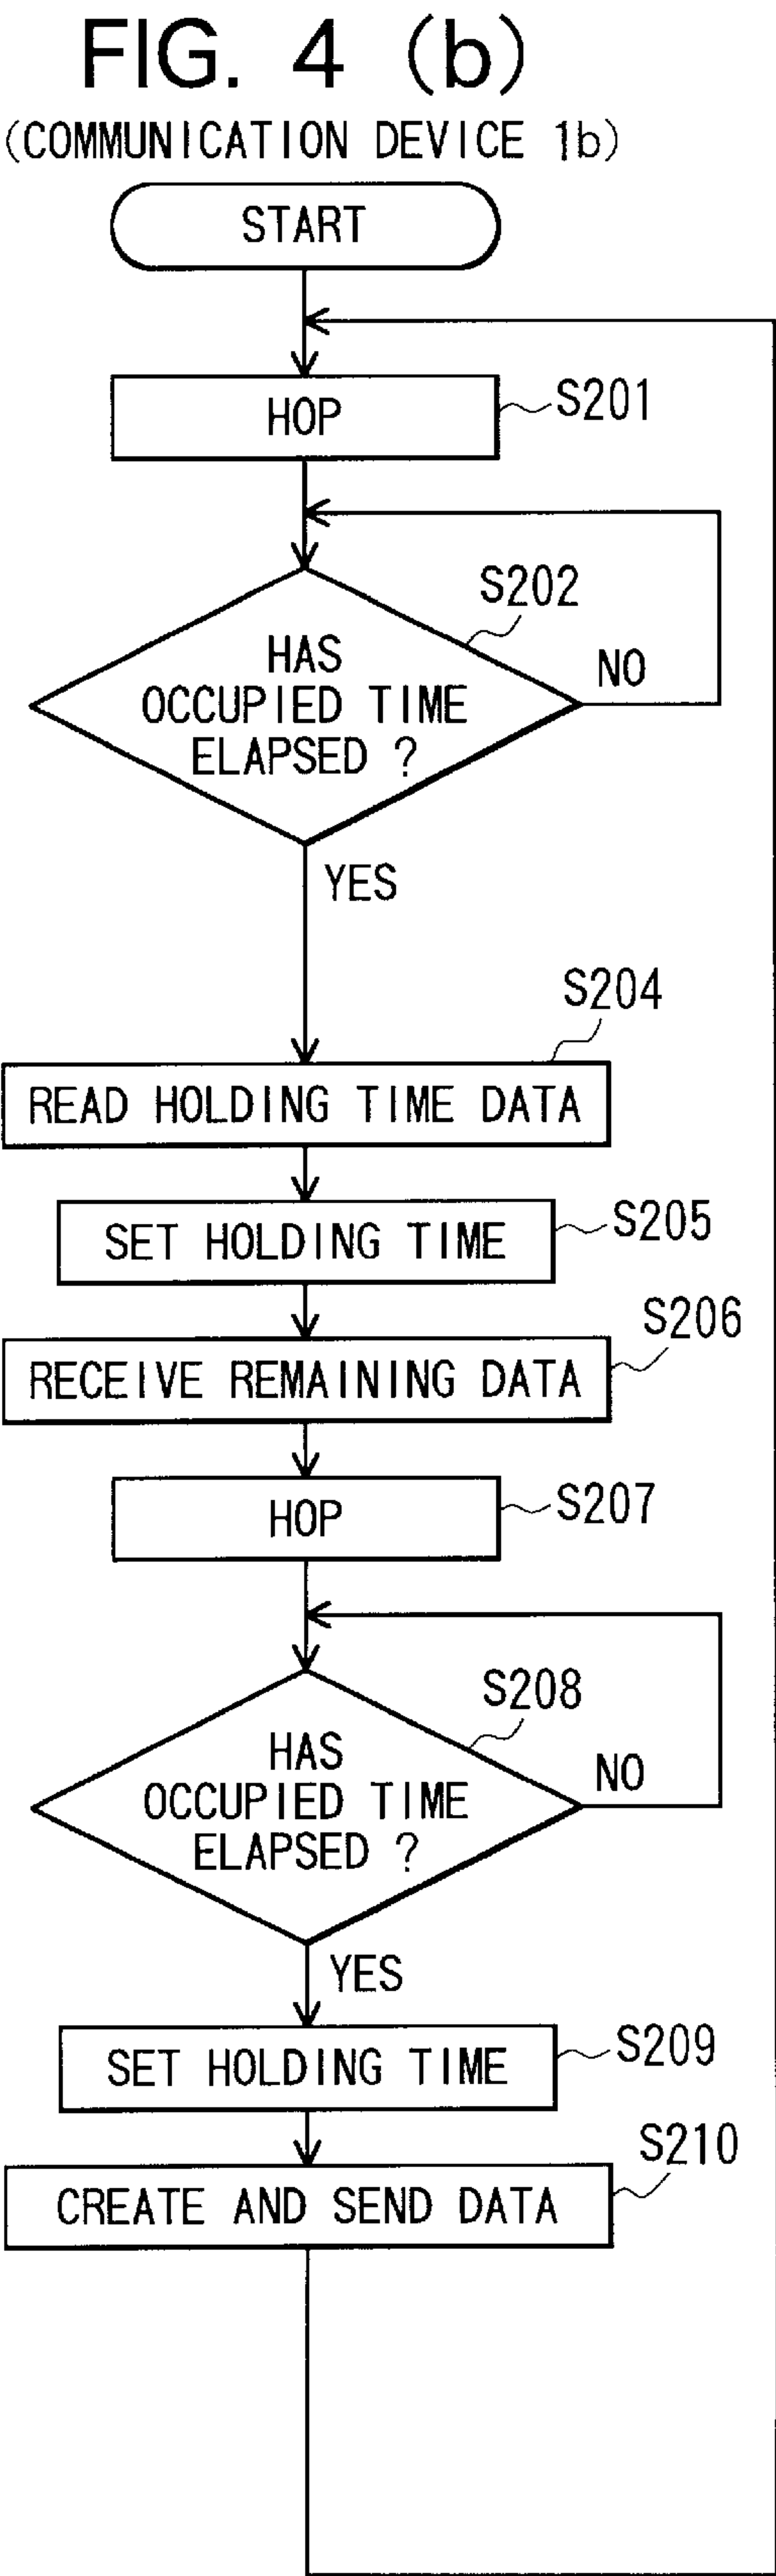 FIG. 4 (b)
(COMMUNICATION DEVICE 1b)
START
HOP
S201
S202
HAS
OCCUPIED TIME
ELAPSED ?
NO
YES
S204
READ HOLDING TIME DATA
SET HOLDING TIME
S205
S206
RECEIVE REMAINING DATA
HOP
S207
S208
HAS
OCCUPIED TIME
ELAPSED ?
NO
YES
SET HOLDING TIME
S209
S210
CREATE AND SEND DATA